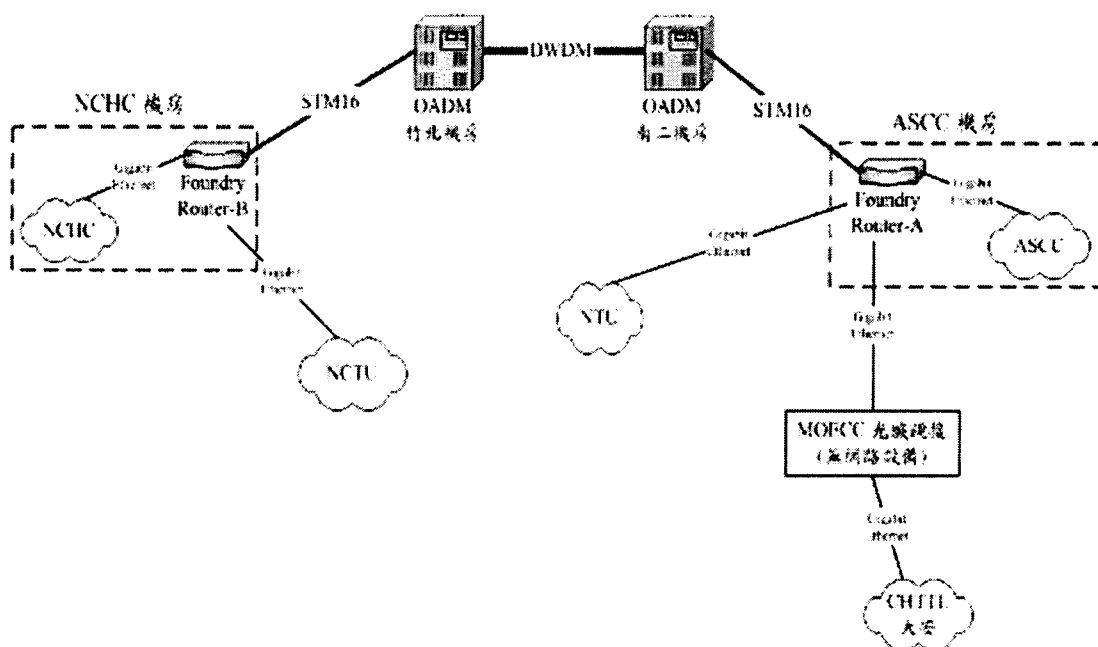 DWDM
NCHC 機房
STM16
OADM
竹北機房
OADM
南二機房
STM16
ASCC 機房
Gigabit
Ethernet
Foundry
Router-B
NCHC
Gigabit
Ethernet
NCTU
Foundry
Router-A
Gigabit
Ethernet
ASCC
Gigabit
Ethernet
NTU
Gigabit
Ethernet
MOECC 光纖跳接
(無網路設備)
Gigabit
Ethernet
CHTTL
大安